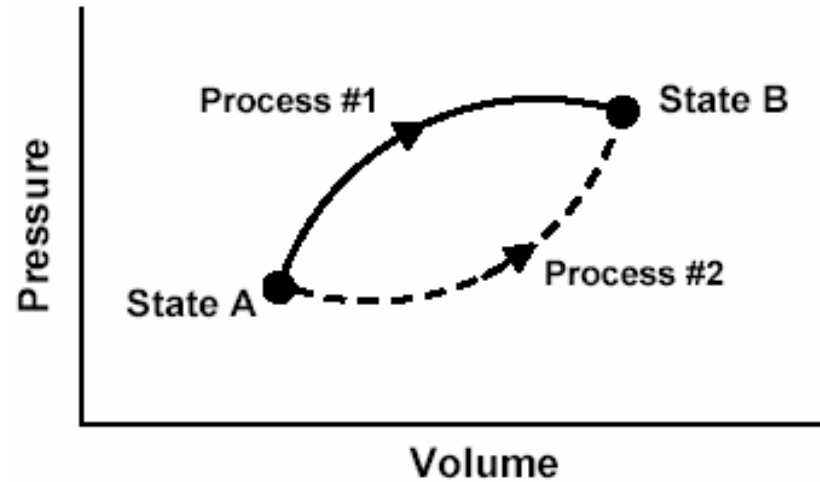 Process #1
State B
Pressure
Process #2
State A
Volume